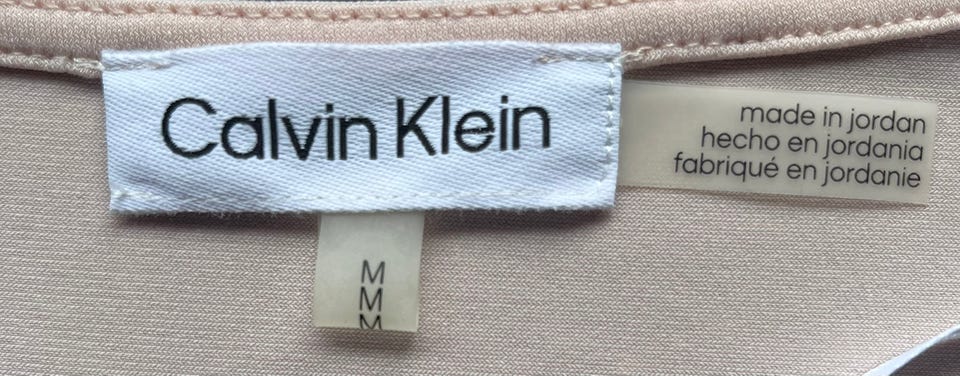 Calvin Klein
made in jordan
hecho en jordania
fabriqué en jordanie
M
M
M